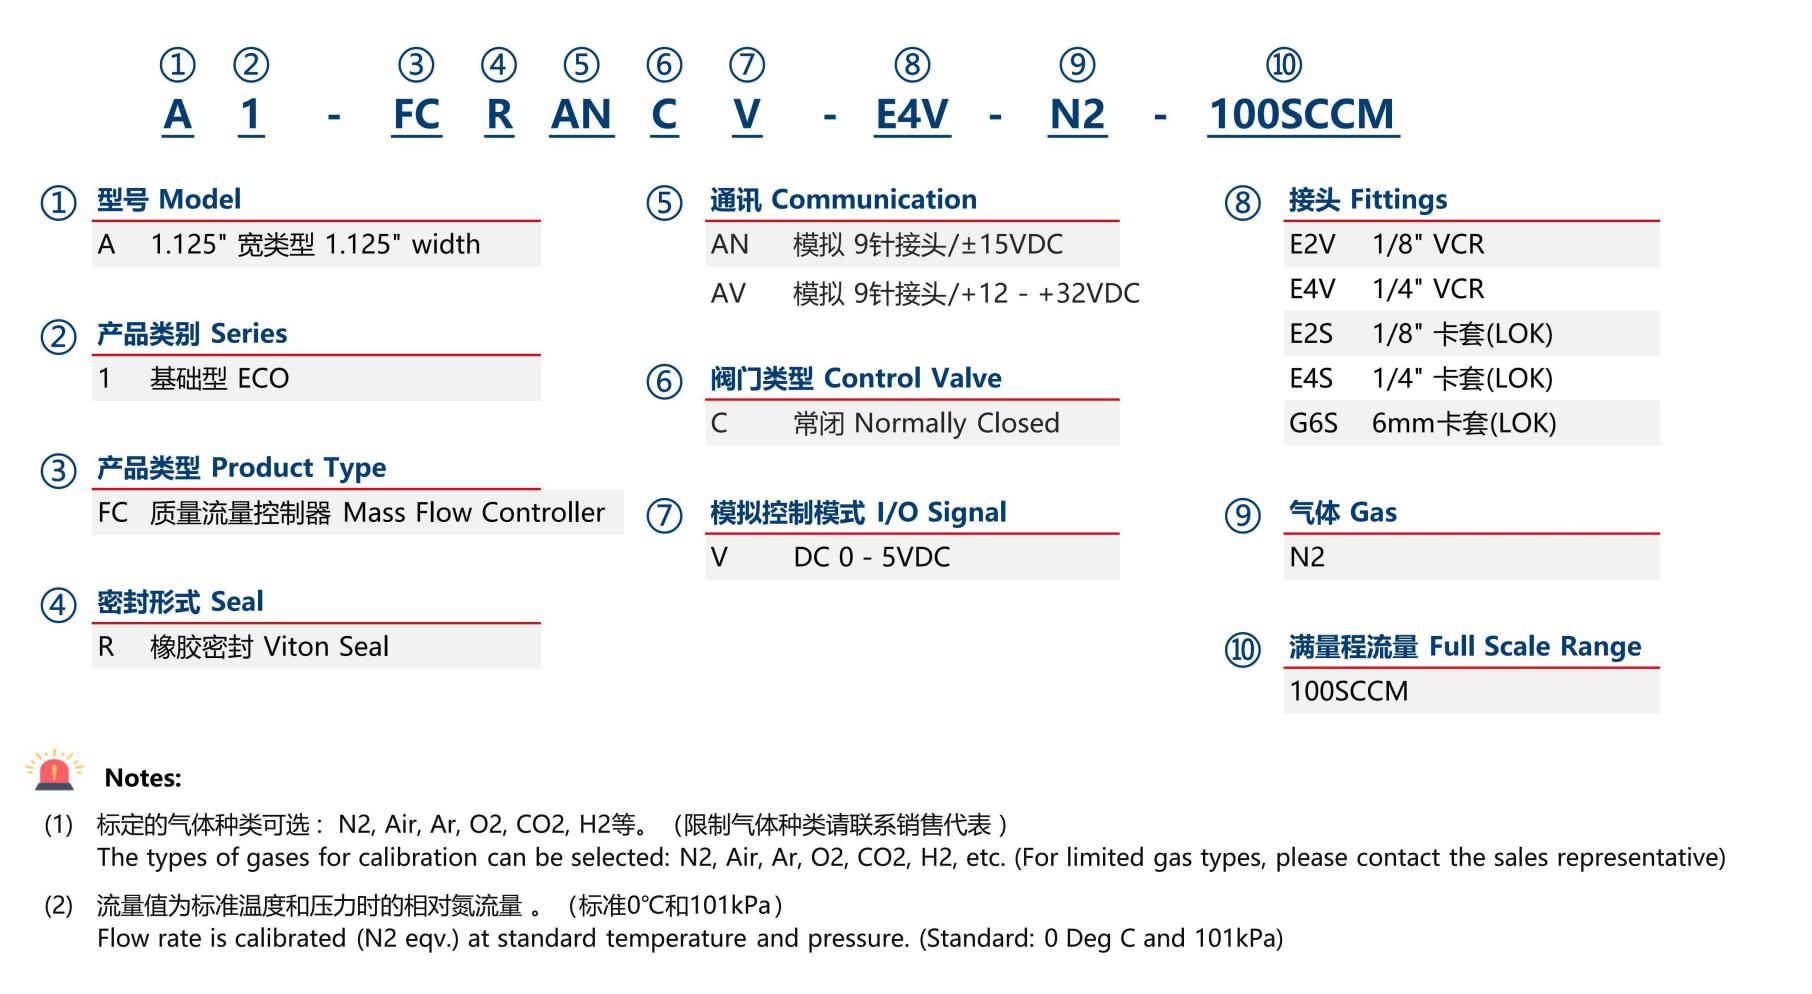 ① ② ③ ④ ⑤ ⑥ ⑦ ⑧ ⑨ ⑩
A 1 - FC R AN C V - E4V - N2 - 100SCCM
① 型号 Model
A 1.125" 宽类型 1.125" width
② 产品类别 Series
1 基础型 ECO
③ 产品类型 Product Type
FC 质量流量控制器 Mass Flow Controller
④ 密封形式 Seal
R 橡胶密封 Viton Seal
⑤ 通讯 Communication
AN 模拟 9针接头/±15VDC
AV 模拟 9针接头/+12 - +32VDC
⑥ 阀门类型 Control Valve
C 常闭 Normally Closed
⑦ 模拟控制模式 I/O Signal
V DC 0 - 5VDC
⑧ 接头 Fittings
E2V 1/8" VCR
E4V 1/4" VCR
E2S 1/8" 卡套(LOK)
E4S 1/4" 卡套(LOK)
G6S 6mm卡套(LOK)
⑨ 气体 Gas
N2
⑩ 满量程流量 Full Scale Range
100SCCM
Notes:
(1) 标定的气体种类可选：N2, Air, Ar, O2, CO2, H2等。（限制气体种类请联系销售代表）
The types of gases for calibration can be selected: N2, Air, Ar, O2, CO2, H2, etc. (For limited gas types, please contact the sales representative)
(2) 流量值为标准温度和压力时的相对氮流量。（标准0℃和101kPa）
Flow rate is calibrated (N2 eqv.) at standard temperature and pressure. (Standard: 0 Deg C and 101kPa)